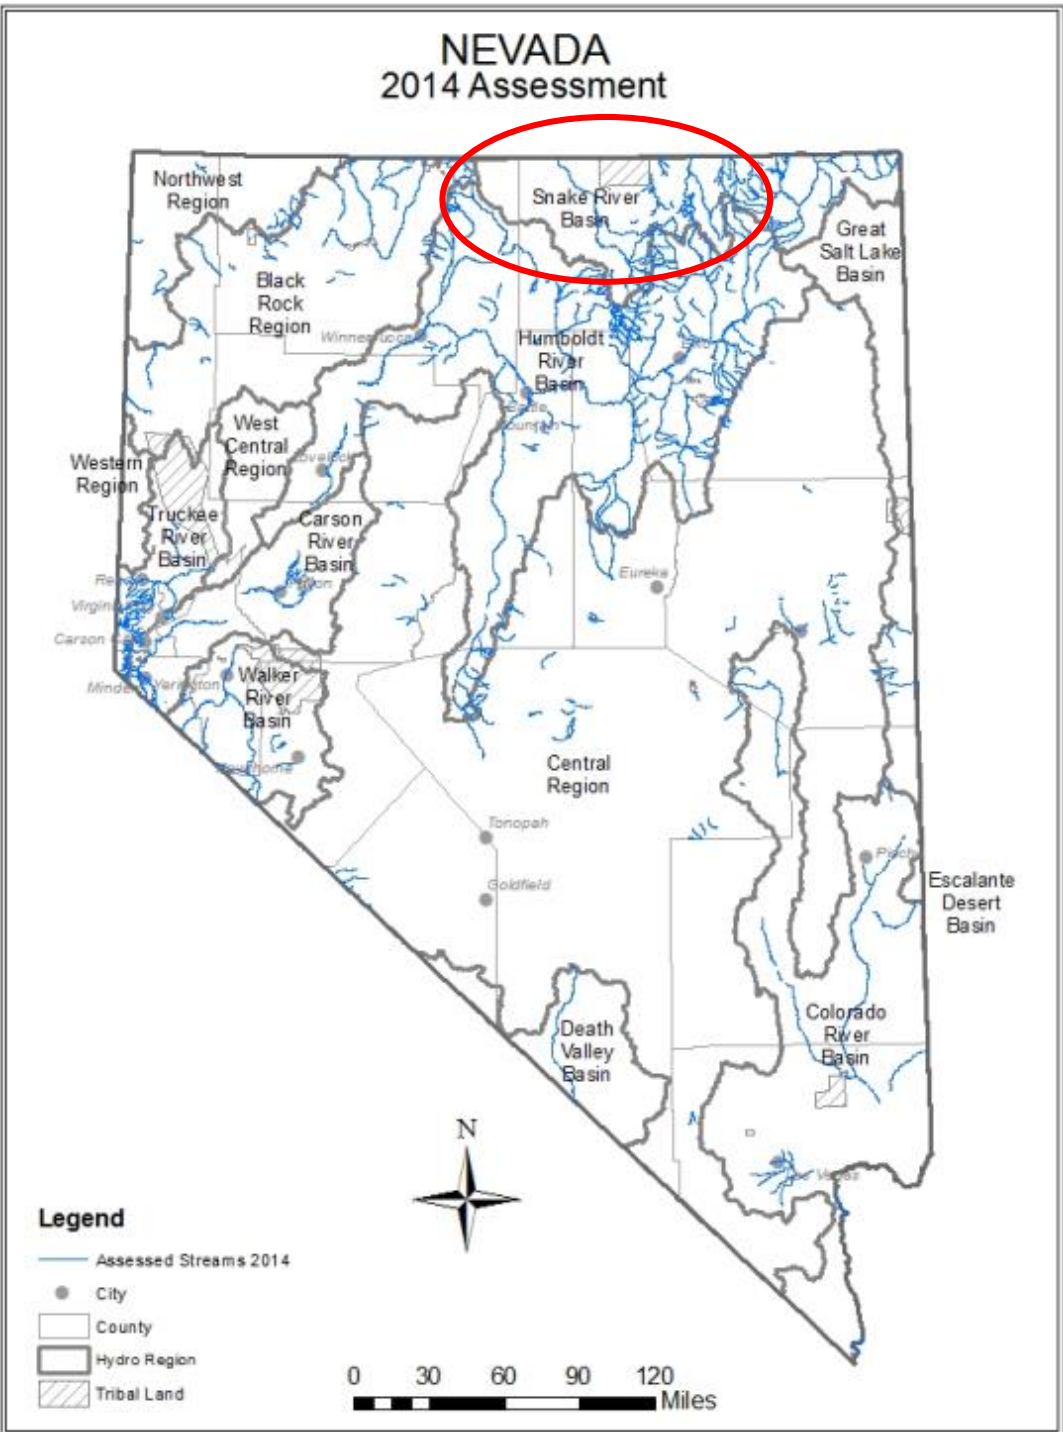 NEVADA
2014 Assessment
Northwest
Region
Snake River
Basin
Great
Salt Lake
Basin
Black
Rock
Region
Humboldt
River
Basin
West
Central
Region
Western
Region
Truckee
River
Basin
Carson
River
Basin
Eureka
Carson
Minden
Yerington
Walker
River
Basin
Central
Region
Tonopah
Goldfield
Escalante
Desert
Basin
Colorado
River
Basin
Death
Valley
Basin
N
Legend
Assessed Streams 2014
City
County
Hydro Region
Tribal Land
0 30 60 90 120
Miles